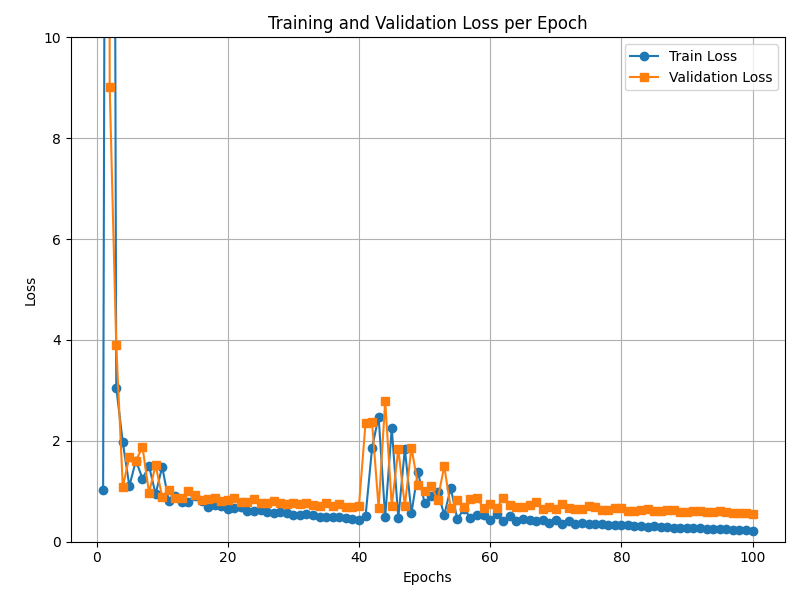 Training and Validation Loss per Epoch
Train Loss
Validation Loss
10
8
6
4
2
0
Loss
0 20 40 60 80 100
Epochs